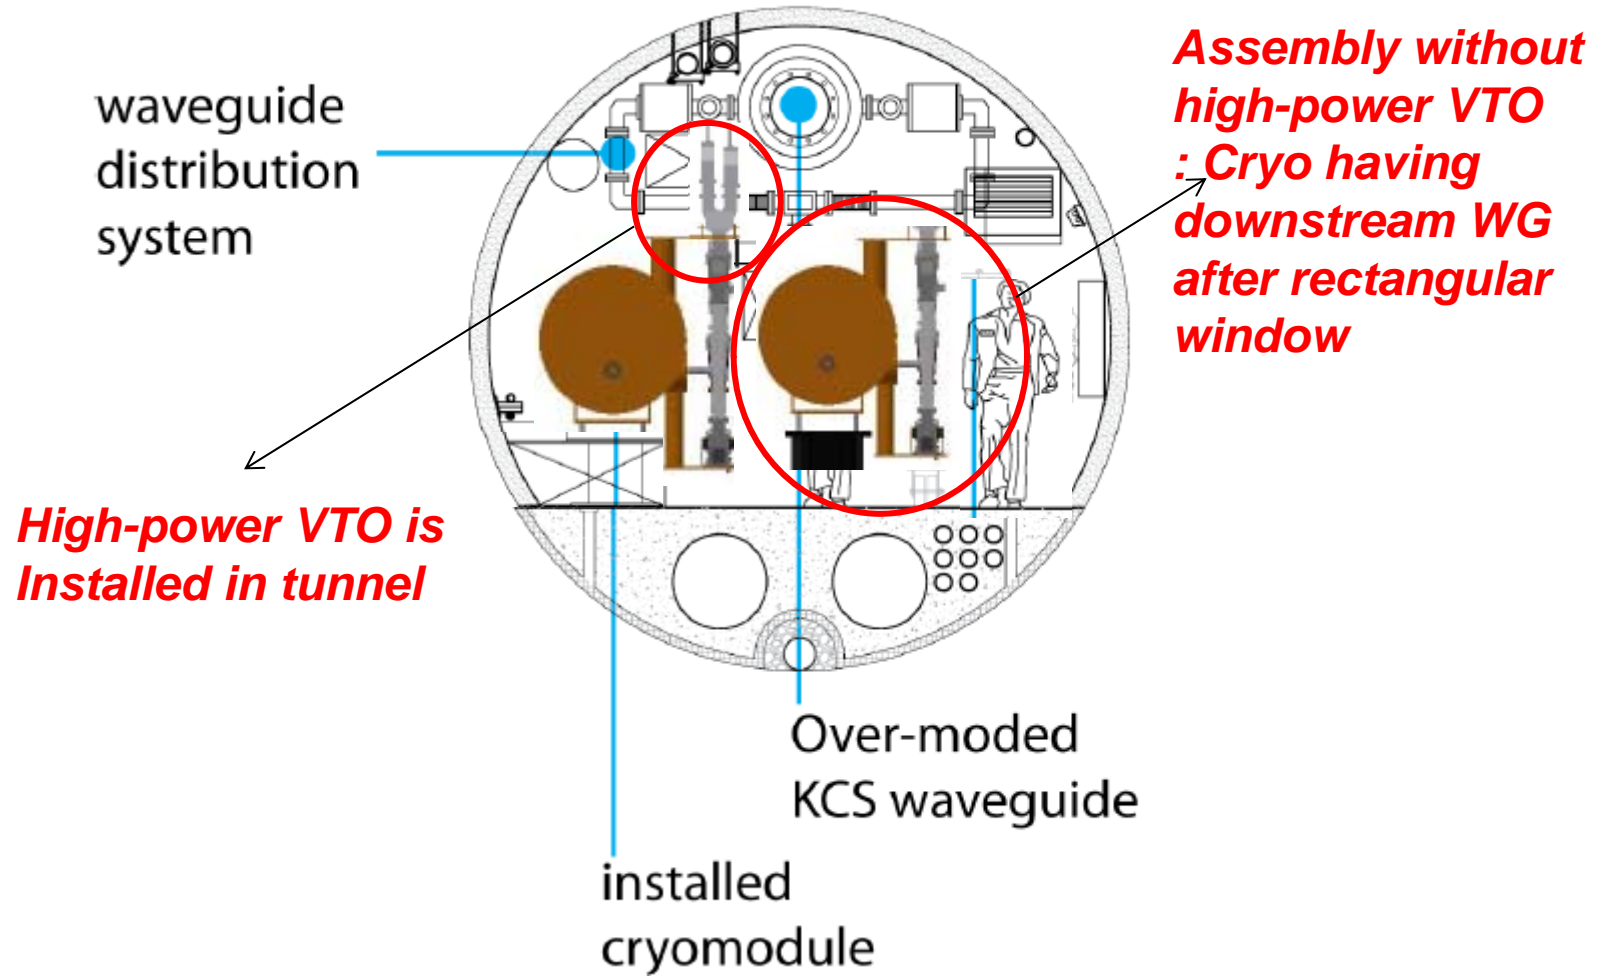 waveguide
distribution
system
Assembly without
high-power VTO
: Cryo having
downstream WG
after rectangular
window
High-power VTO is
Installed in tunnel
Over-moded
KCS waveguide
installed
cryomodule